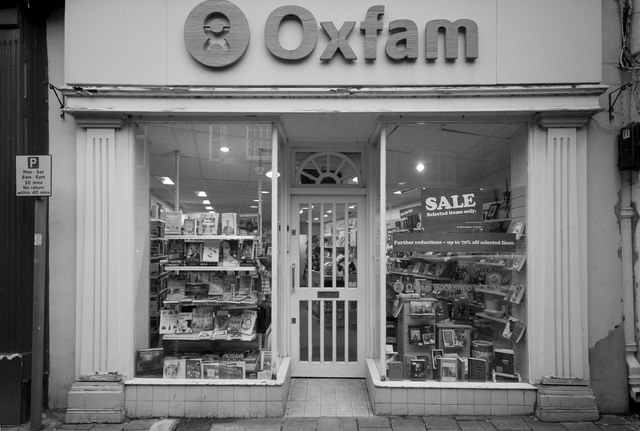 Oxfam
P
Mon - Sat
8am - 6pm
30 mins
No return
within 40 mins
SALE
Selected items only.
Further reductions – up to 70% off selected lines.